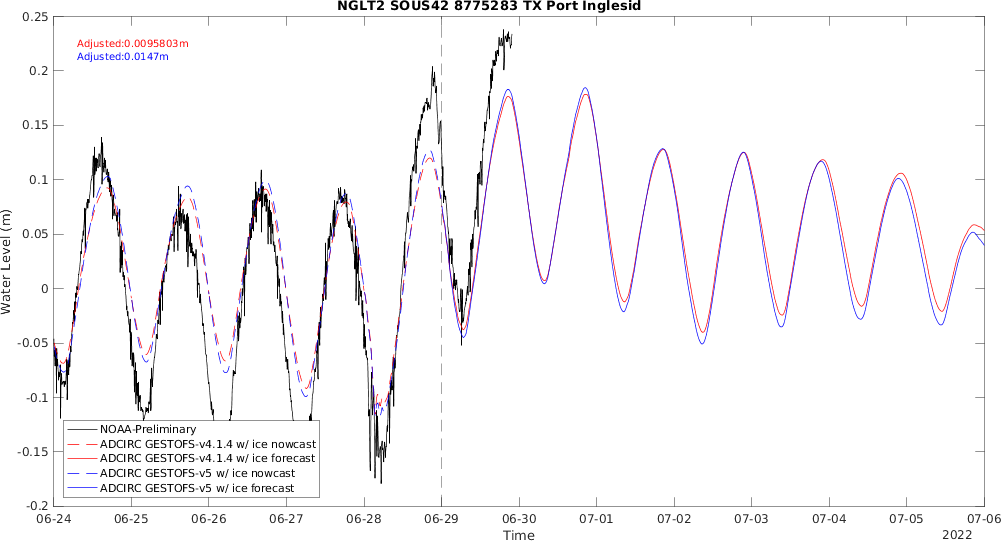 NGLT2 SOUS42 8775283 TX Port Inglesid
Adjusted:0.0095803m
Adjusted:0.0147m
0.25
0.2
0.15
0.1
0.05
0
-0.05
-0.1
-0.15
-0.2
Water Level (m)
NOAA-Preliminary
ADCIRC GESTOFS-v4.1.4 w/ ice nowcast
ADCIRC GESTOFS-v4.1.4 w/ ice forecast
ADCIRC GESTOFS-v5 w/ ice nowcast
ADCIRC GESTOFS-v5 w/ ice forecast
06-24 06-25 06-26 06-27 06-28 06-29 06-30 07-01 07-02 07-03 07-04 07-05 07-06
Time
2022